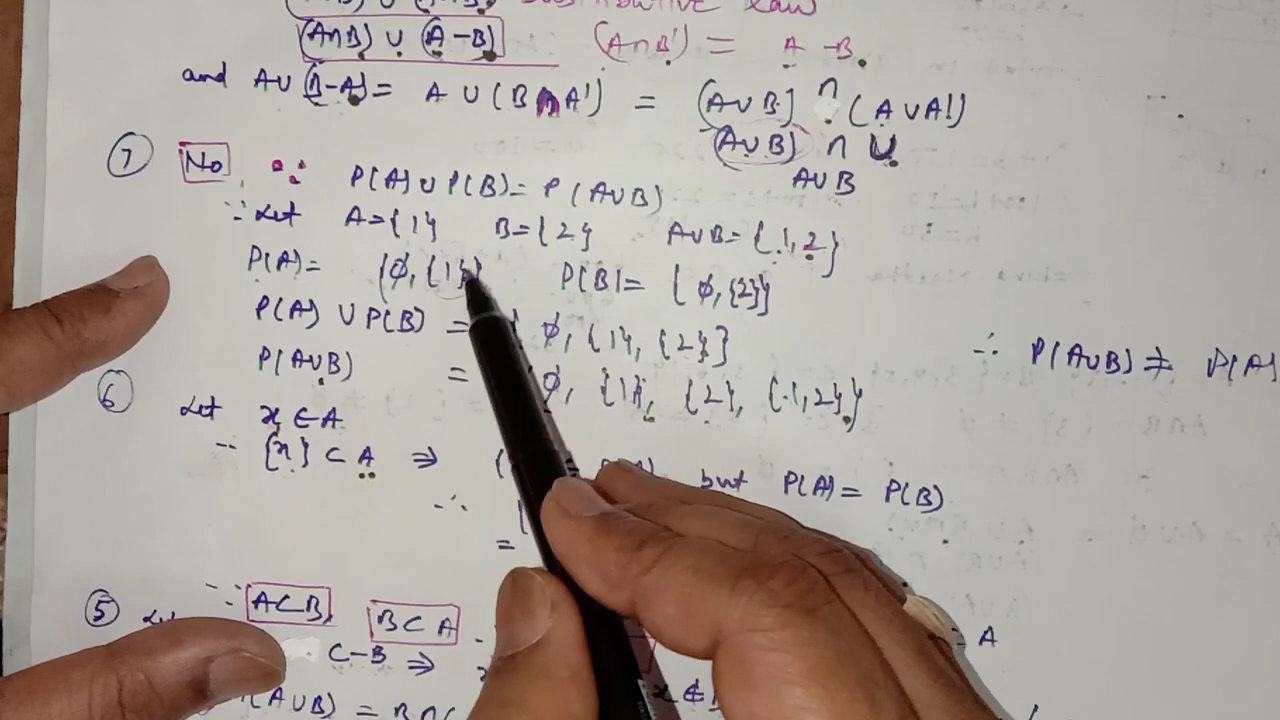 (A∩B) ∪ (A-B) (A∩B') = A-B.
and A∪(B-A) = A∪(B∩A') = (A∪B) ∩ (A∪A')
(A∪B) ∩ U
A∪B
⑦ No ∵ P(A)∪P(B) = P(A∪B)
∵ Let A={1} B={2} A∪B={1,2}
P(A)= {ϕ,{1}} P(B)= {ϕ,{2}}
P(A) ∪ P(B) = { ϕ, {1}, {2}}
P(A∪B) = ϕ, {1}, {2}, {1,2}}
∴ P(A∪B) ≠ P(A)
⑥ Let x ∈ A
∵ {x} ⊂ A ⇒ but P(A) = P(B)
∴
=
⑤ Let ∵ A⊂B, B⊂A = A
C-B ⇒
(A∪B) = B∩C